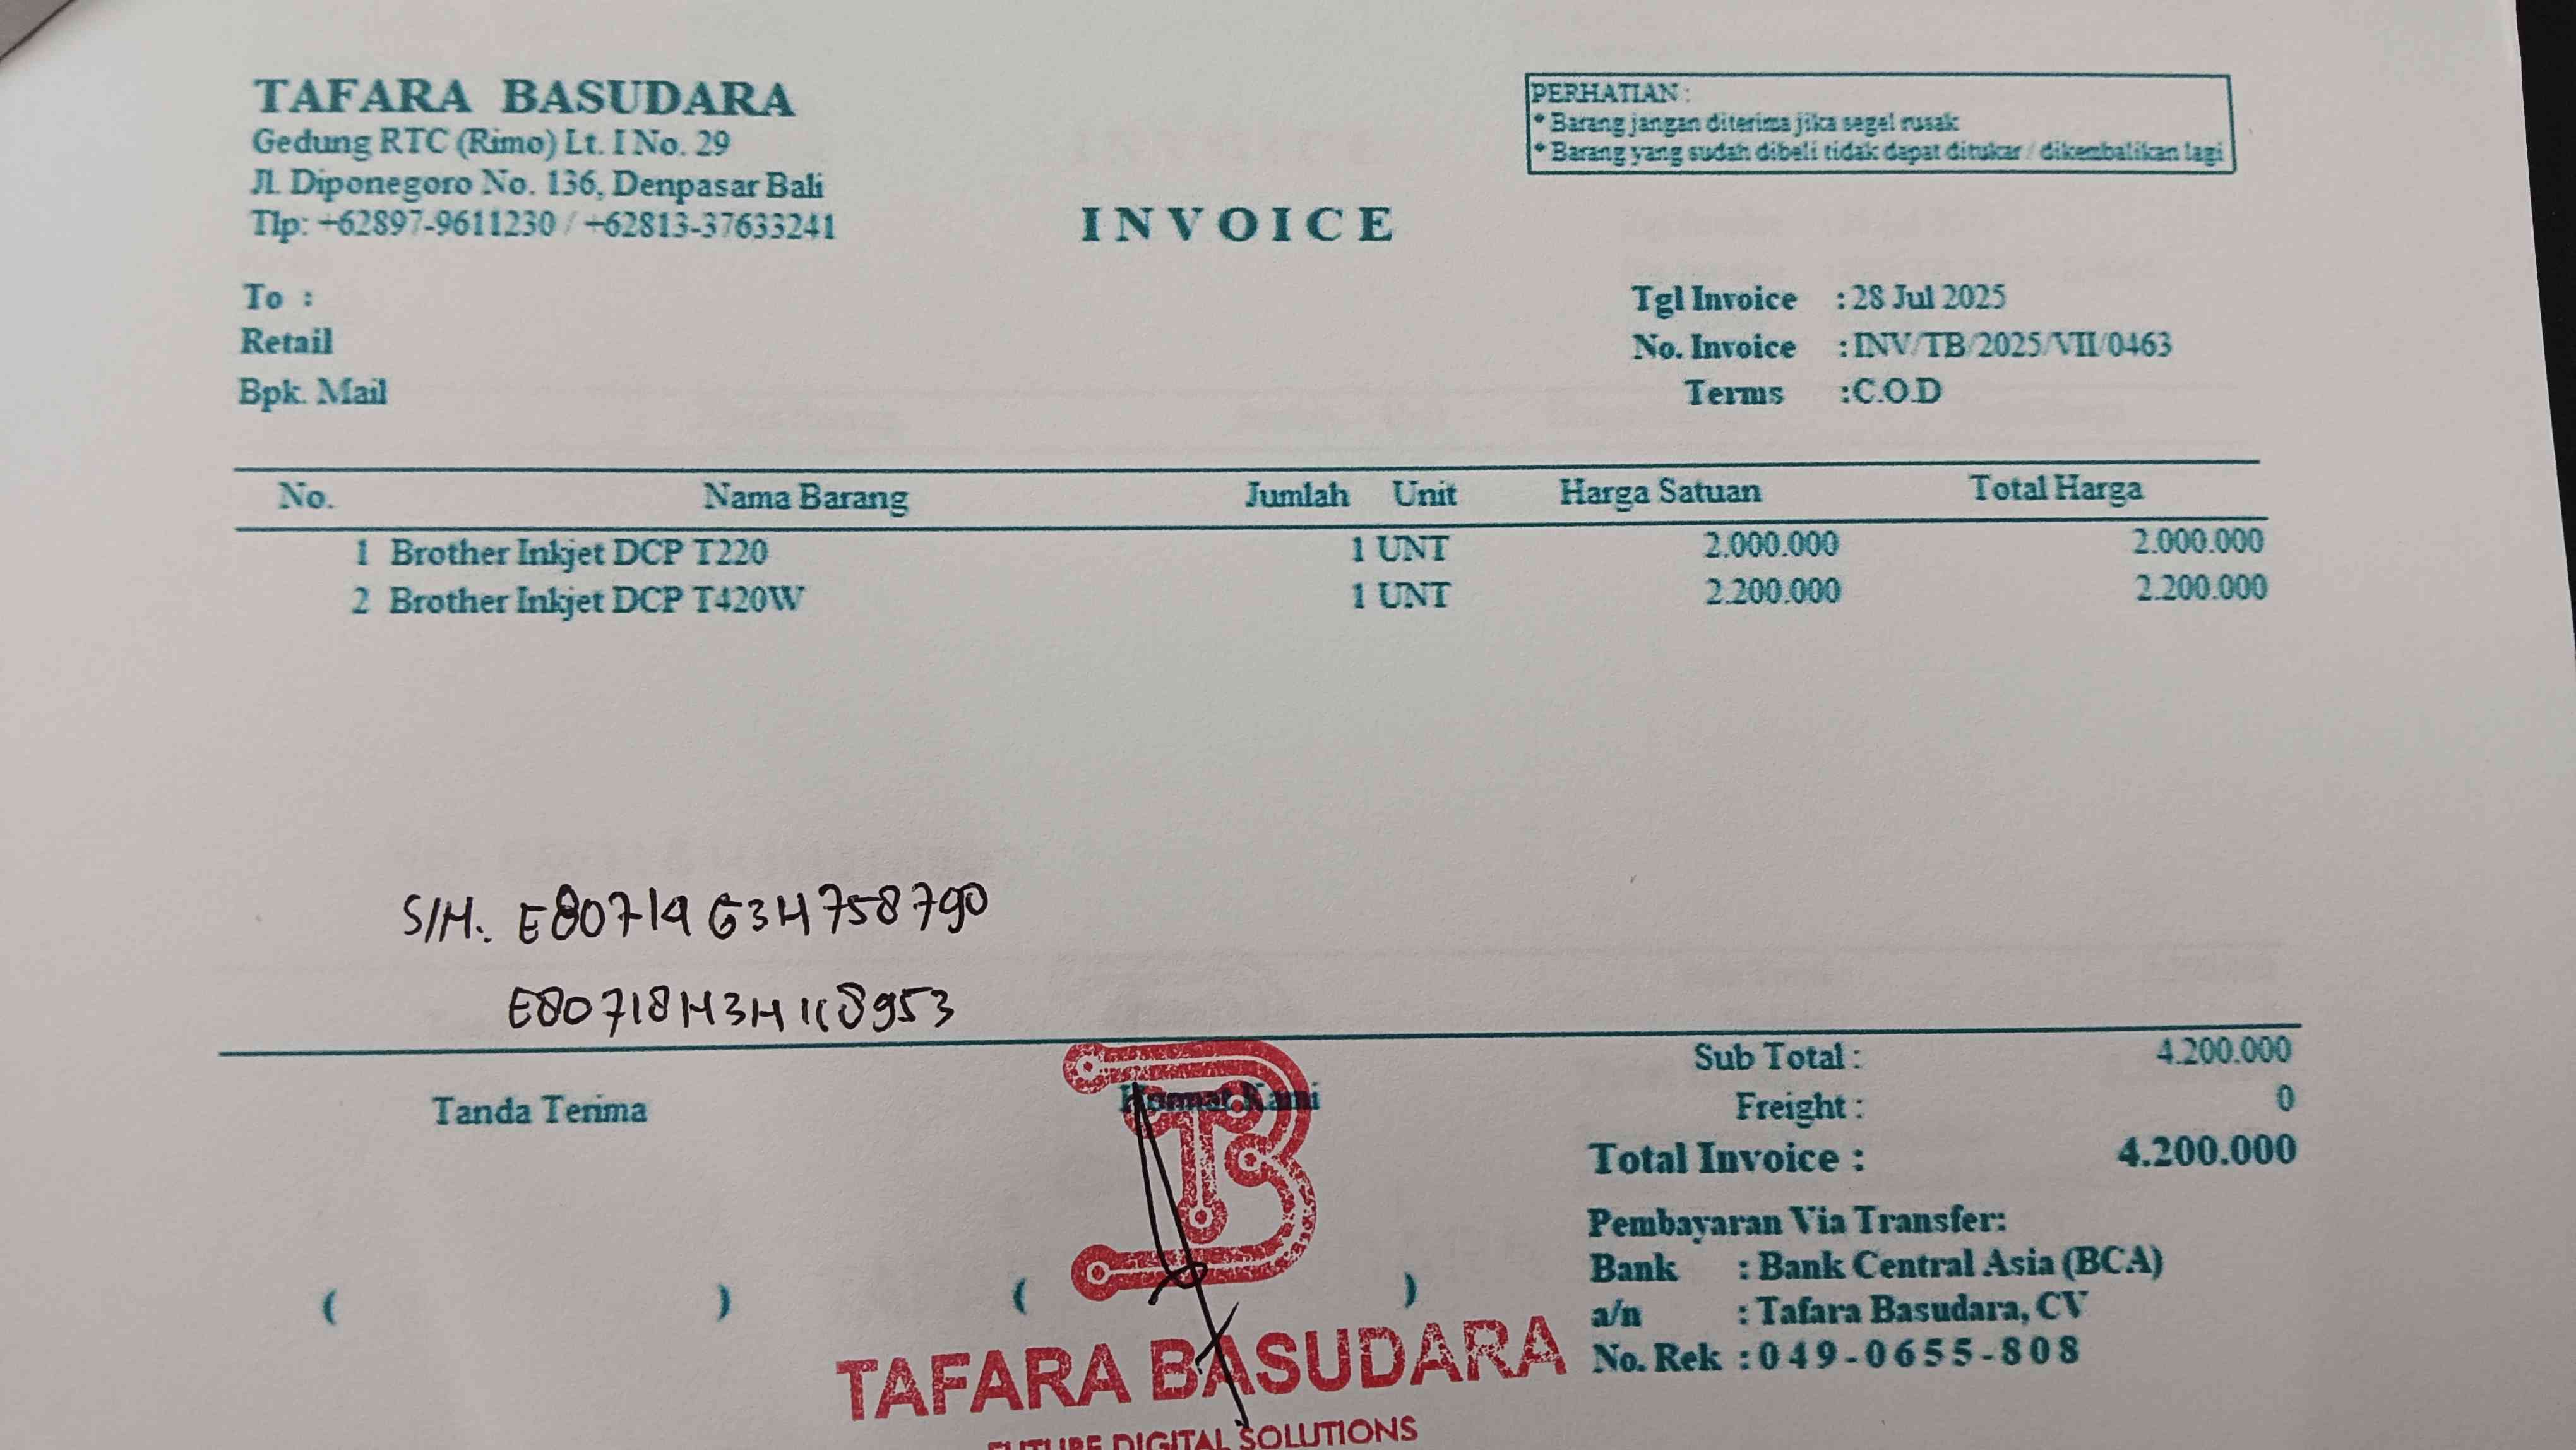 TAFARA BASUDARA
Gedung RTC (Rimo) Lt. I No. 29
Jl. Diponegoro No. 136, Denpasar Bali
Tlp: +62897-9611230 / +62813-37633241
PERHATIAN :
* Barang jangan diterima jika segel rusak
* Barang yang sudah dibeli tidak dapat ditukar / dikembalikan lagi
INVOICE
To :
Retail
Bpk. Mail
Tgl Invoice : 28 Jul 2025
No. Invoice : INV/TB/2025/VII/0463
Terms : C.O.D
No. Nama Barang Jumlah Unit Harga Satuan Total Harga
1 Brother Inkjet DCP T220 1 UNT 2.000.000 2.000.000
2 Brother Inkjet DCP T420W 1 UNT 2.200.000 2.200.000
S/N. E80719G3H758790
E80718H3H118953
Sub Total : 4.200.000
Freight : 0
Total Invoice : 4.200.000
Tanda Terima
Hormat Kami
( )
( )
Pembayaran Via Transfer:
Bank : Bank Central Asia (BCA)
a/n : Tafara Basudara, CV
No. Rek : 049-0655-808
TB
TAFARA BASUDARA
FUTURE DIGITAL SOLUTIONS